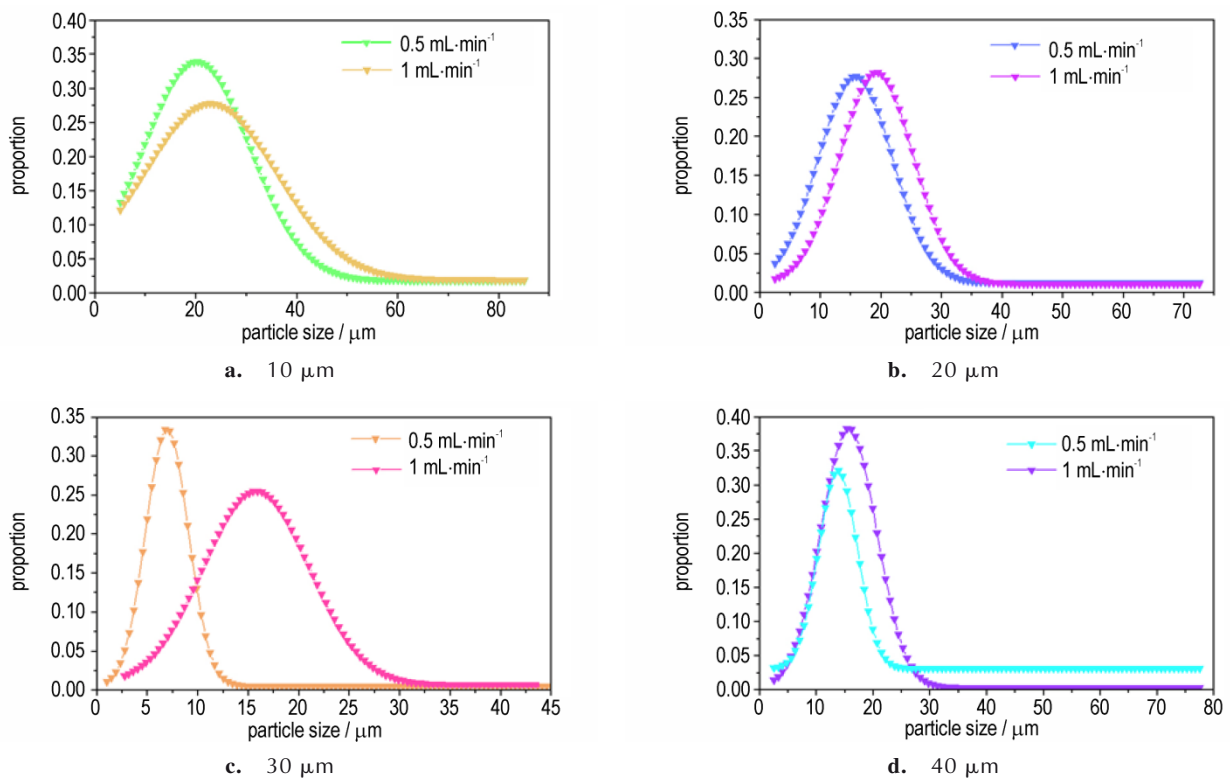 0.40
0.35
0.30
0.25
0.20
0.15
0.10
0.05
0.00
proportion
0.5 mL·min⁻¹
1 mL·min⁻¹
0 20 40 60 80
particle size / μm
a. 10 μm
0.35
0.30
0.25
0.20
0.15
0.10
0.05
0.00
proportion
0.5 mL·min⁻¹
1 mL·min⁻¹
0 10 20 30 40 50 60 70
particle size / μm
b. 20 μm
0.35
0.30
0.25
0.20
0.15
0.10
0.05
0.00
proportion
0.5 mL·min⁻¹
1 mL·min⁻¹
0 5 10 15 20 25 30 35 40 45
particle size / μm
c. 30 μm
0.40
0.35
0.30
0.25
0.20
0.15
0.10
0.05
0.00
proportion
0.5 mL·min⁻¹
1 mL·min⁻¹
0 10 20 30 40 50 60 70 80
particle size / μm
d. 40 μm